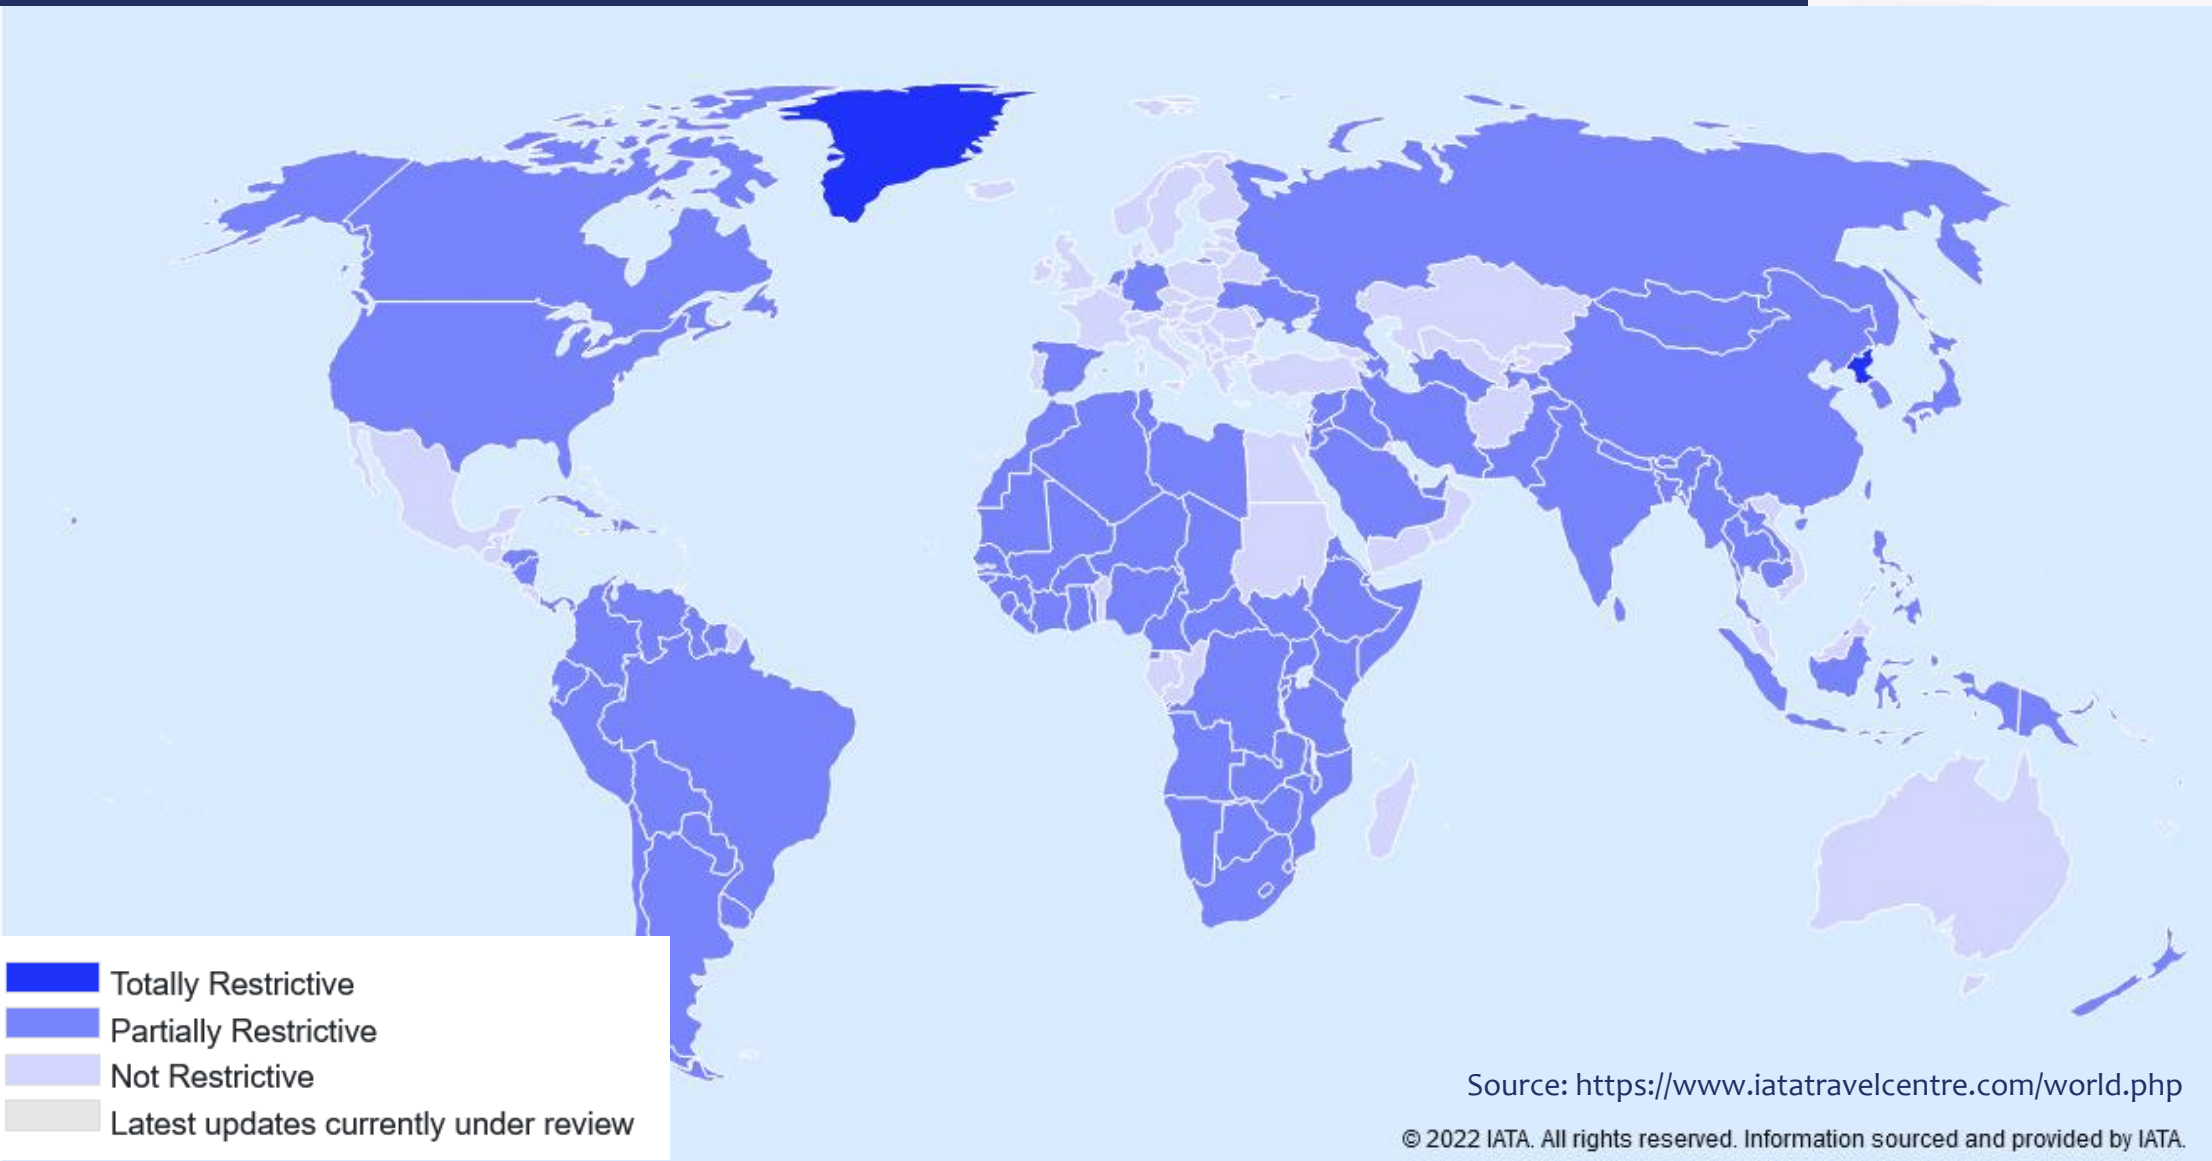 Totally Restrictive
Partially Restrictive
Not Restrictive
Latest updates currently under review
Source: https://www.iatatravelcentre.com/world.php
© 2022 IATA. All rights reserved. Information sourced and provided by IATA.